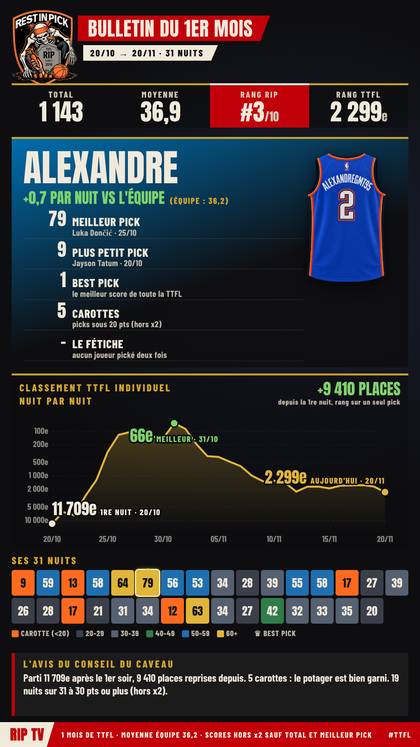 REST IN PICK
RIP
BULLETIN DU 1ER MOIS
20/10 → 20/11 · 31 NUITS
TOTAL
1 143
MOYENNE
36,9
RANG RIP
#3/10
RANG TTFL
2 299e
ALEXANDRE
+0,7 PAR NUIT VS L'ÉQUIPE (ÉQUIPE : 36,2)
79 MEILLEUR PICK
Luka Dončić · 25/10
9 PLUS PETIT PICK
Jayson Tatum · 20/10
1 BEST PICK
le meilleur score de toute la TTFL
5 CAROTTES
picks sous 20 pts (hors x2)
- LE FÉTICHE
aucun joueur pické deux fois
ALEXANDREGMT95
2
CLASSEMENT TTFL INDIVIDUEL
NUIT PAR NUIT
+9 410 PLACES
depuis la 1re nuit, rang sur un seul pick
100e
200e
500e
1 000e
2 000e
5 000e
10 000e
66e MEILLEUR · 31/10
2 299e AUJOURD'HUI · 20/11
11 709e 1RE NUIT · 20/10
20/10 25/10 30/10 05/11 10/11 15/11 20/11
SES 31 NUITS
9 59 13 58 64 79 56 53 34 28 39 55 58 17 27 39
26 28 17 21 31 34 12 63 34 27 42 32 33 35 20
CAROTTE (<20) 20-29 30-39 40-49 50-59 60+ BEST PICK
L'AVIS DU CONSEIL DU CAVEAU
Parti 11 709e après le 1er soir, 9 410 places reprises depuis. 5 carottes : le potager est bien garni. 19
nuits sur 31 à 30 pts ou plus (hors x2).
RIP TV
1 MOIS DE TTFL · MOYENNE ÉQUIPE 36,2 · SCORES HORS x2 SAUF TOTAL ET MEILLEUR PICK
#TTFL